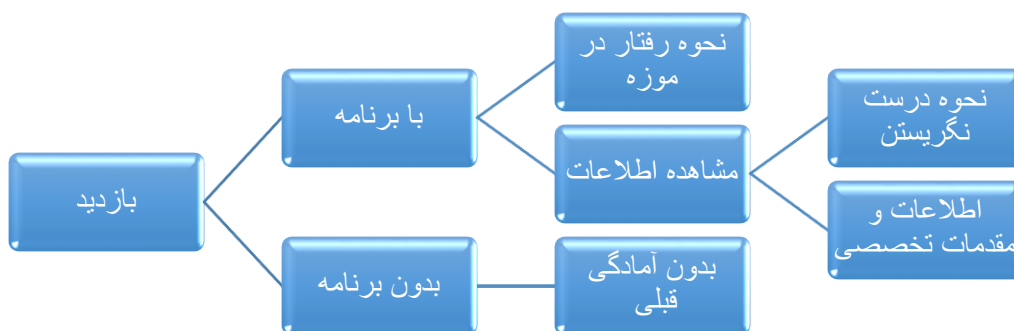 بازدید
با برنامه
نحوه رفتار در
موزه
مشاهده اطلاعات
نحوه درست
نگریستن
اطلاعات و
مقدمات تخصصی
بدون برنامه
بدون آمادگی
قبلی